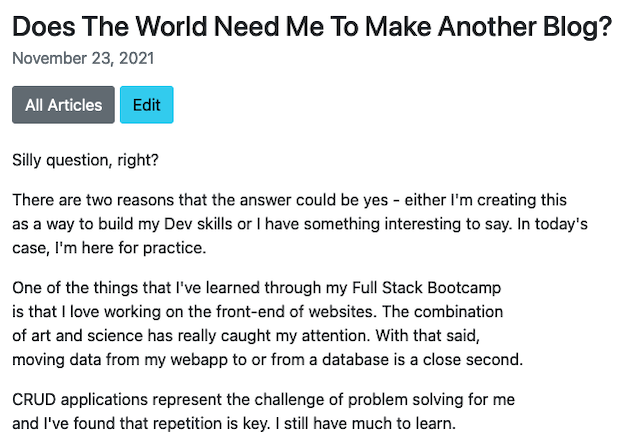 Does The World Need Me To Make Another Blog?
November 23, 2021
All Articles Edit
Silly question, right?
There are two reasons that the answer could be yes - either I'm creating this
as a way to build my Dev skills or I have something interesting to say. In today's
case, I'm here for practice.
One of the things that I've learned through my Full Stack Bootcamp
is that I love working on the front-end of websites. The combination
of art and science has really caught my attention. With that said,
moving data from my webapp to or from a database is a close second.
CRUD applications represent the challenge of problem solving for me
and I've found that repetition is key. I still have much to learn.